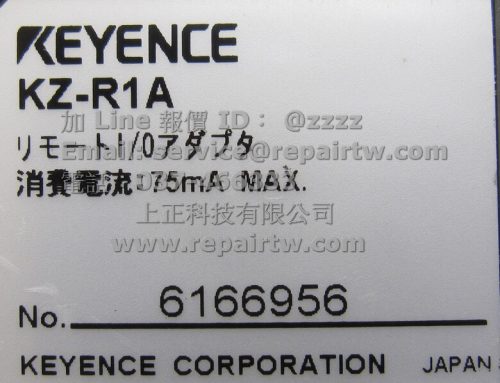 KEYENCE
KZ-R1A
加 Line 報價 ID： @zzzz
リモートI/Oアダプタ
Email: service@repairtw.com
消費電流:75mA MAX.
上正科技有限公司
www.repairtw.com
No. 6166956
KEYENCE CORPORATION JAPAN